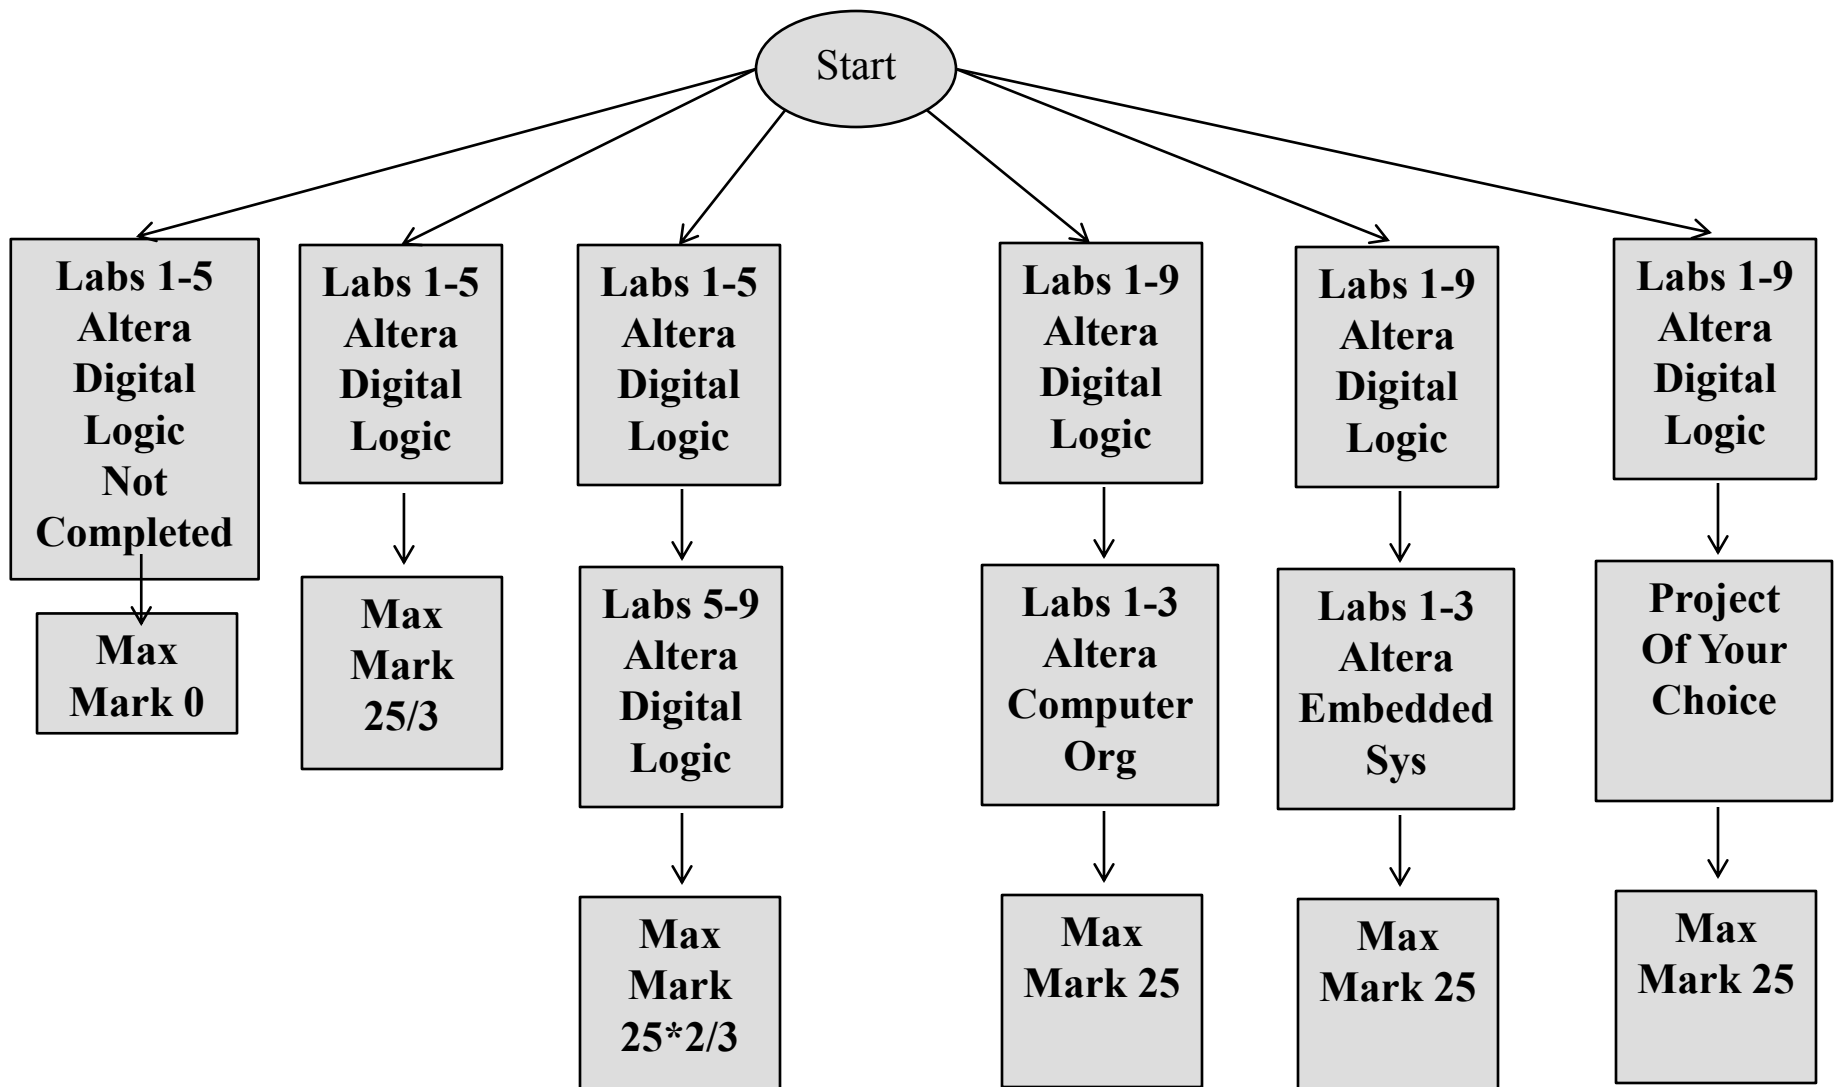 Start
Labs 1-5
Altera
Digital
Logic
Not
Completed
Max
Mark 0
Labs 1-5
Altera
Digital
Logic
Max
Mark
25/3
Labs 1-5
Altera
Digital
Logic
Labs 5-9
Altera
Digital
Logic
Max
Mark
25*2/3
Labs 1-9
Altera
Digital
Logic
Labs 1-3
Altera
Computer
Org
Max
Mark 25
Labs 1-9
Altera
Digital
Logic
Labs 1-3
Altera
Embedded
Sys
Max
Mark 25
Labs 1-9
Altera
Digital
Logic
Project
Of Your
Choice
Max
Mark 25